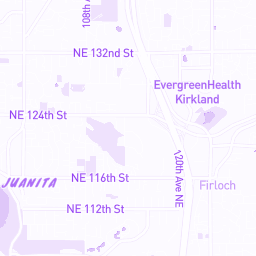 108th A
NE 132nd St
EvergreenHealth
Kirkland
NE 124th St
120th Ave NE
JUANITA
NE 116th St
Firloch
NE 112th St